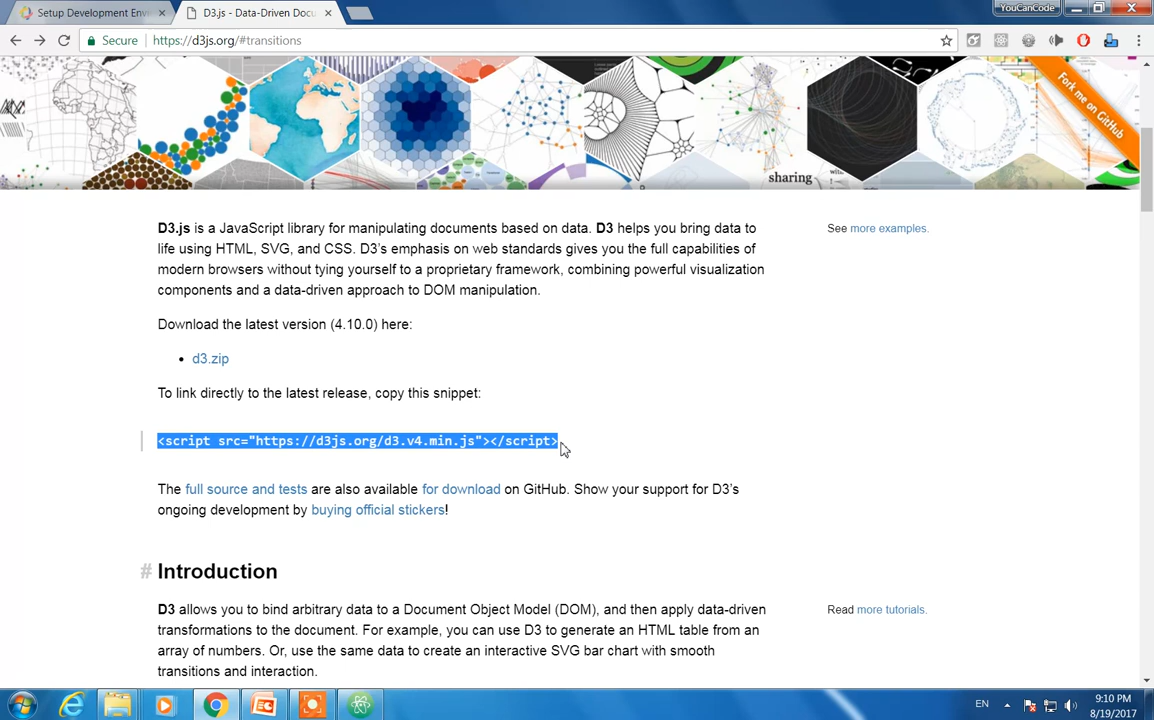 Setup Development Envi
D3.js - Data-Driven Docu
YouCanCode
Secure
https://d3js.org/#transitions
Fork me on GitHub
sharing
D3.js is a JavaScript library for manipulating documents based on data. D3 helps you bring data to
life using HTML, SVG, and CSS. D3's emphasis on web standards gives you the full capabilities of
modern browsers without tying yourself to a proprietary framework, combining powerful visualization
components and a data-driven approach to DOM manipulation.
See more examples.
Download the latest version (4.10.0) here:
• d3.zip
To link directly to the latest release, copy this snippet:
<script src="https://d3js.org/d3.v4.min.js"></script>
The full source and tests are also available for download on GitHub. Show your support for D3's
ongoing development by buying official stickers!
# Introduction
D3 allows you to bind arbitrary data to a Document Object Model (DOM), and then apply data-driven
transformations to the document. For example, you can use D3 to generate an HTML table from an
array of numbers. Or, use the same data to create an interactive SVG bar chart with smooth
transitions and interaction.
Read more tutorials.
EN
9:10 PM
8/19/2017